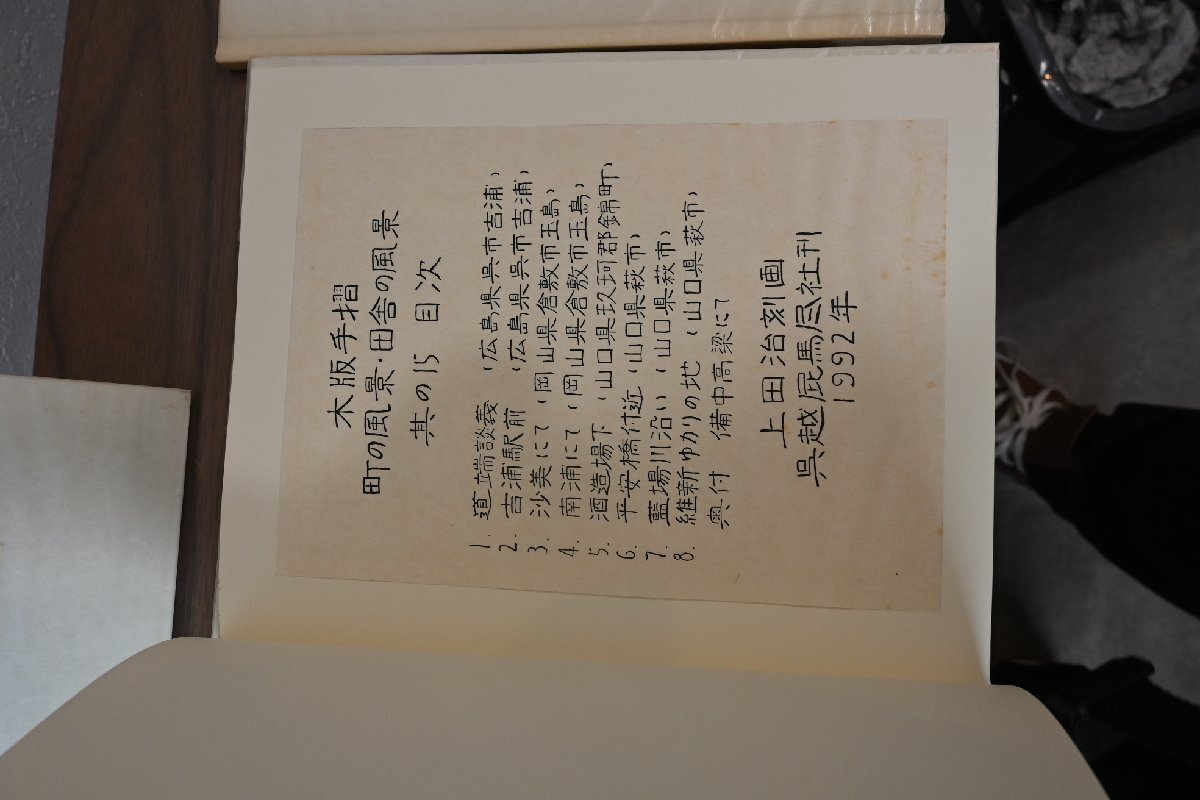 木版手摺
町の風景・田舎の風景
其の15 目次
1. 道端談義 (広島県呉市吉浦)
2. 吉浦駅前 (広島県呉市吉浦)
3. 沙美にて (岡山県倉敷市玉島)
4. 南浦にて (岡山県倉敷市玉島)
5. 酒造場下 (山口県玖珂郡錦町)
6. 平安橋付近 (山口県萩市)
7. 藍場川沿い (山口県萩市)
8. 維新ゆかりの地 (山口県萩市)
奥付 備中高梁にて
上田治刻画
呉越屁馬尽社刊
1992年